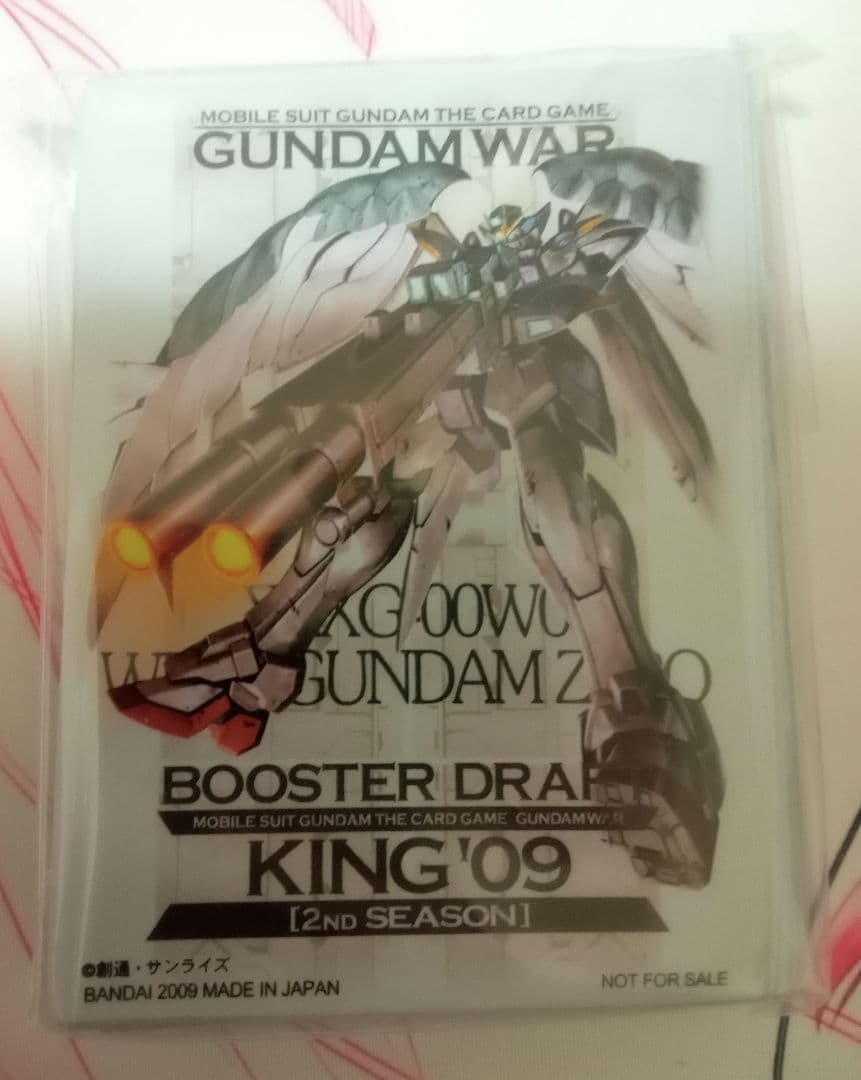 MOBILE SUIT GUNDAM THE CARD GAME
GUNDAM WAR
GUNDAM
BOOSTER DRAFT
MOBILE SUIT GUNDAM THE CARD GAME GUNDAM WAR
KING '09
[2ND SEASON]
©創通・サンライズ
BANDAI 2009 MADE IN JAPAN
NOT FOR SALE